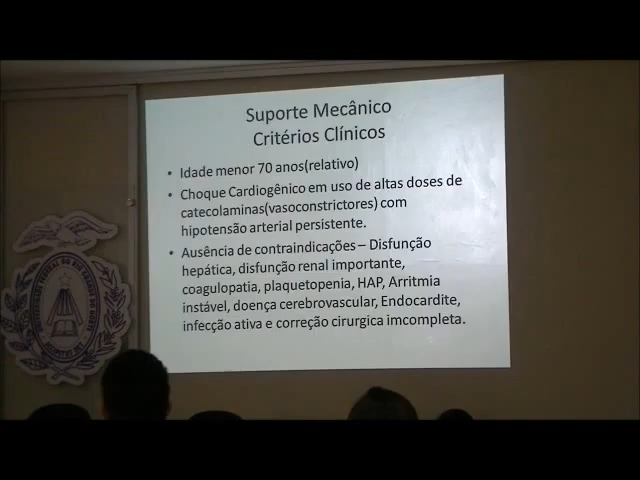 Suporte Mecânico
Critérios Clínicos
• Idade menor 70 anos(relativo)
• Choque Cardiogênico em uso de altas doses de
catecolaminas(vasoconstrictores) com
hipotensão arterial persistente.
• Ausência de contraindicações – Disfunção
hepática, disfunção renal importante,
coagulopatia, plaquetopenia, HAP, Arritmia
instável, doença cerebrovascular, Endocardite,
infecção ativa e correção cirurgica imcompleta.